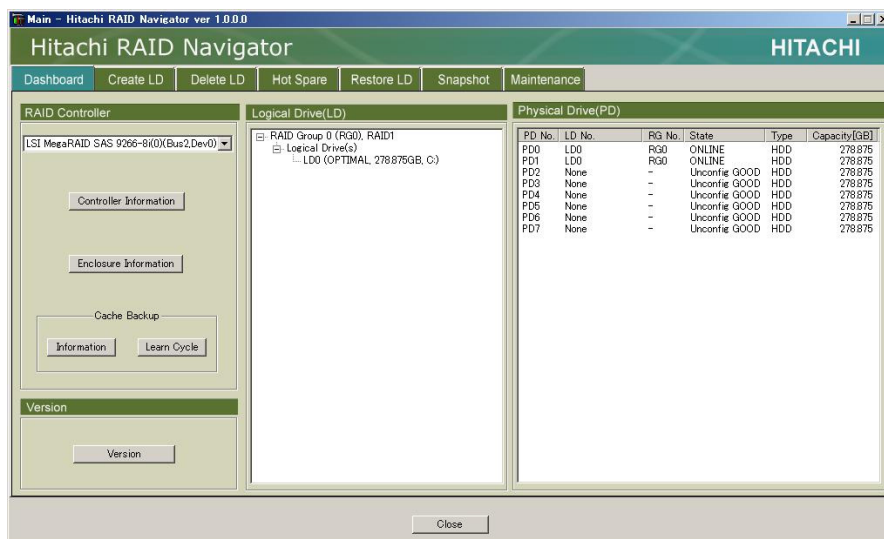 Main - Hitachi RAID Navigator ver 1.0.0.0
Hitachi RAID Navigator
HITACHI
Dashboard Create LD Delete LD Hot Spare Restore LD Snapshot Maintenance
RAID Controller
LSI MegaRAID SAS 9266-8i(0)(Bus2,Dev0)
Controller Information
Enclosure Information
Cache Backup
Information Learn Cycle
Version
Version
Logical Drive(LD)
RAID Group 0 (RG0), RAID1
Logical Drive(s)
LD0 (OPTIMAL, 278.875GB, C:)
Physical Drive(PD)
PD No. LD No. RG No. State Type Capacity[GB]
PD0 LD0 RG0 ONLINE HDD 278.875
PD1 LD0 RG0 ONLINE HDD 278.875
PD2 None - Unconfig GOOD HDD 278.875
PD3 None - Unconfig GOOD HDD 278.875
PD4 None - Unconfig GOOD HDD 278.875
PD5 None - Unconfig GOOD HDD 278.875
PD6 None - Unconfig GOOD HDD 278.875
PD7 None - Unconfig GOOD HDD 278.875
Close